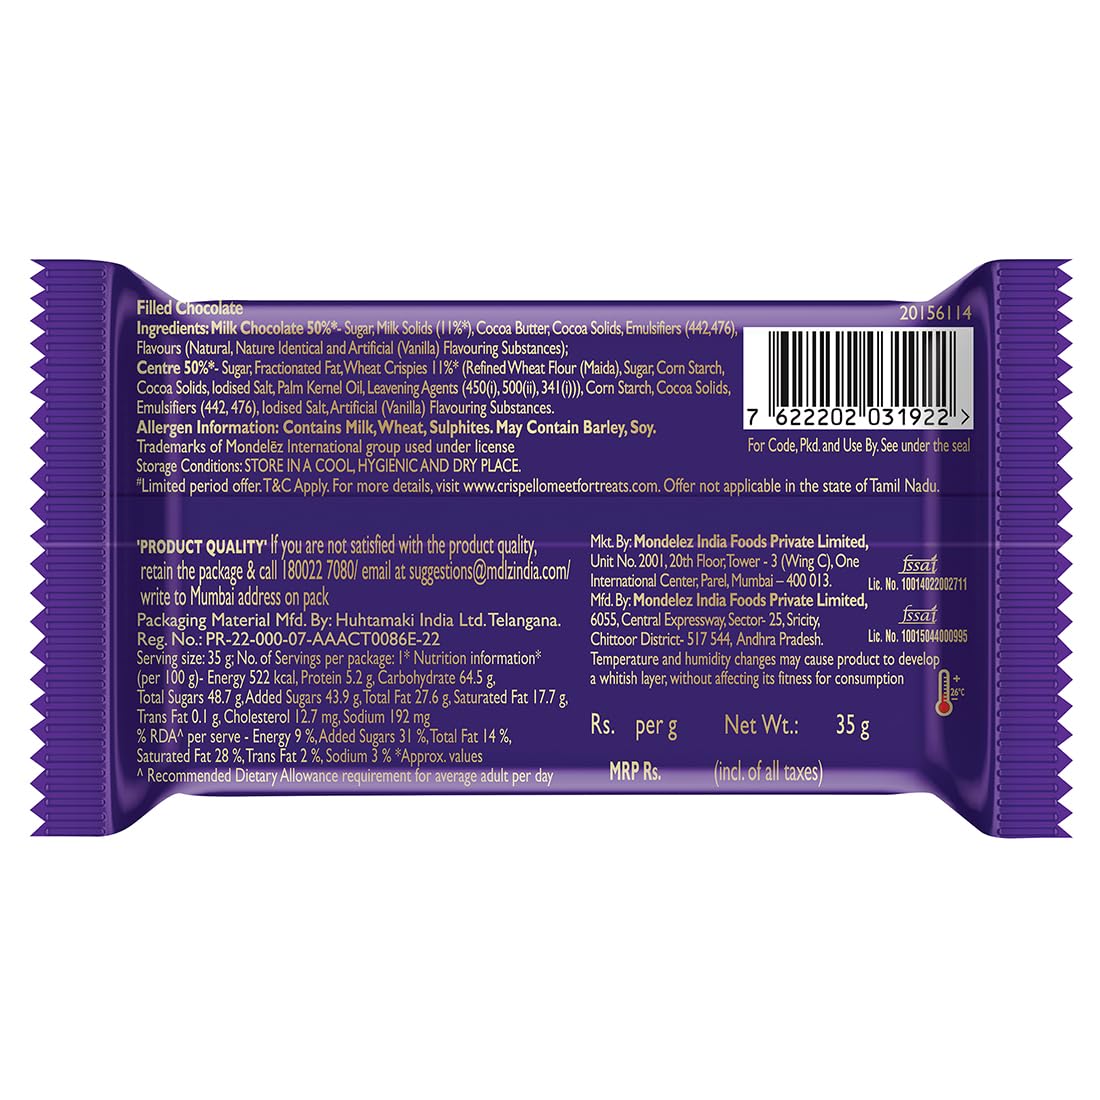 Filled Chocolate
20156114
Ingredients: Milk Chocolate 50%*- Sugar, Milk Solids (11%*), Cocoa Butter, Cocoa Solids, Emulsifiers (442,476),
Flavours (Natural, Nature Identical and Artificial (Vanilla) Flavouring Substances);
Centre 50%*- Sugar, Fractionated Fat, Wheat Crispies 11%* (Refined Wheat Flour (Maida), Sugar, Corn Starch,
Cocoa Solids, Iodised Salt, Palm Kernel Oil, Leavening Agents (450(i), 500(ii), 341(i))), Corn Starch, Cocoa Solids,
Emulsifiers (442, 476), Iodised Salt, Artificial (Vanilla) Flavouring Substances.
Allergen Information: Contains Milk, Wheat, Sulphites. May Contain Barley, Soy.
Trademarks of Mondelēz International group used under license
Storage Conditions: STORE IN A COOL, HYGIENIC AND DRY PLACE.
#Limited period offer. T&C Apply. For more details, visit www.crispellomeetfortreats.com. Offer not applicable in the state of Tamil Nadu.
7 622202 031922 >
For Code, Pkd. and Use By. See under the seal
'PRODUCT QUALITY' If you are not satisfied with the product quality,
retain the package & call 180022 7080/ email at suggestions@mdlzindia.com/
write to Mumbai address on pack
Packaging Material Mfd. By: Huhtamaki India Ltd. Telangana.
Reg. No.: PR-22-000-07-AAACT0086E-22
Serving size: 35 g; No. of Servings per package: 1* Nutrition information*
(per 100 g)- Energy 522 kcal, Protein 5.2 g, Carbohydrate 64.5 g,
Total Sugars 48.7 g, Added Sugars 43.9 g, Total Fat 27.6 g, Saturated Fat 17.7 g,
Trans Fat 0.1 g, Cholesterol 12.7 mg, Sodium 192 mg
% RDA^ per serve - Energy 9 %, Added Sugars 31 %, Total Fat 14 %,
Saturated Fat 28 %, Trans Fat 2 %, Sodium 3 % *Approx. values
^ Recommended Dietary Allowance requirement for average adult per day
Mkt. By: Mondelez India Foods Private Limited,
Unit No. 2001, 20th Floor, Tower - 3 (Wing C), One
International Center, Parel, Mumbai – 400 013.
Mfd. By: Mondelez India Foods Private Limited,
6055, Central Expressway, Sector- 25, Sricity,
Chittoor District- 517 544, Andhra Pradesh.
fssai
Lic. No. 10014022002711
fssai
Lic. No. 10015044000995
Temperature and humidity changes may cause product to develop
a whitish layer, without affecting its fitness for consumption
+
26°C
−
Rs. per g Net Wt.: 35 g
MRP Rs. (incl. of all taxes)